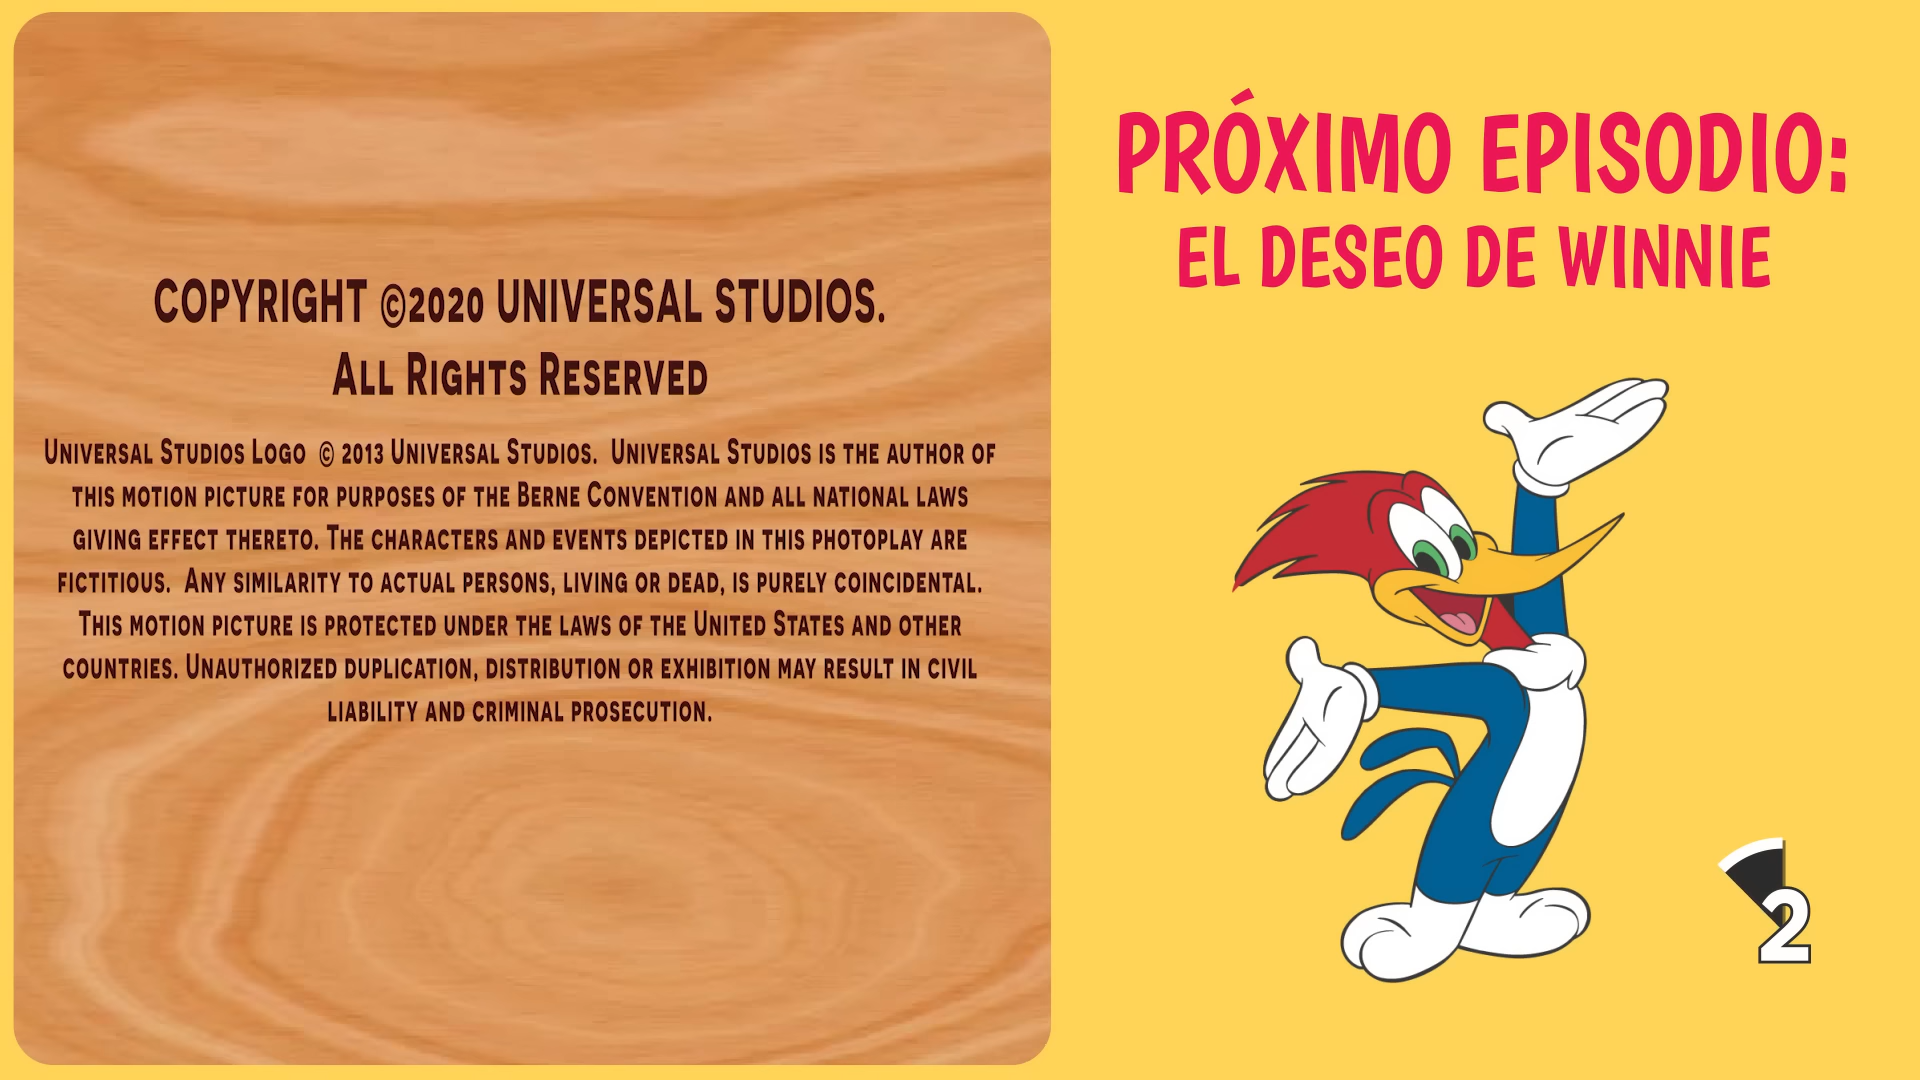 COPYRIGHT ©2020 UNIVERSAL STUDIOS.
ALL RIGHTS RESERVED
UNIVERSAL STUDIOS LOGO © 2013 UNIVERSAL STUDIOS. UNIVERSAL STUDIOS IS THE AUTHOR OF
THIS MOTION PICTURE FOR PURPOSES OF THE BERNE CONVENTION AND ALL NATIONAL LAWS
GIVING EFFECT THERETO. THE CHARACTERS AND EVENTS DEPICTED IN THIS PHOTOPLAY ARE
FICTITIOUS. ANY SIMILARITY TO ACTUAL PERSONS, LIVING OR DEAD, IS PURELY COINCIDENTAL.
THIS MOTION PICTURE IS PROTECTED UNDER THE LAWS OF THE UNITED STATES AND OTHER
COUNTRIES. UNAUTHORIZED DUPLICATION, DISTRIBUTION OR EXHIBITION MAY RESULT IN CIVIL
LIABILITY AND CRIMINAL PROSECUTION.
PRÓXIMO EPISODIO:
EL DESEO DE WINNIE
2